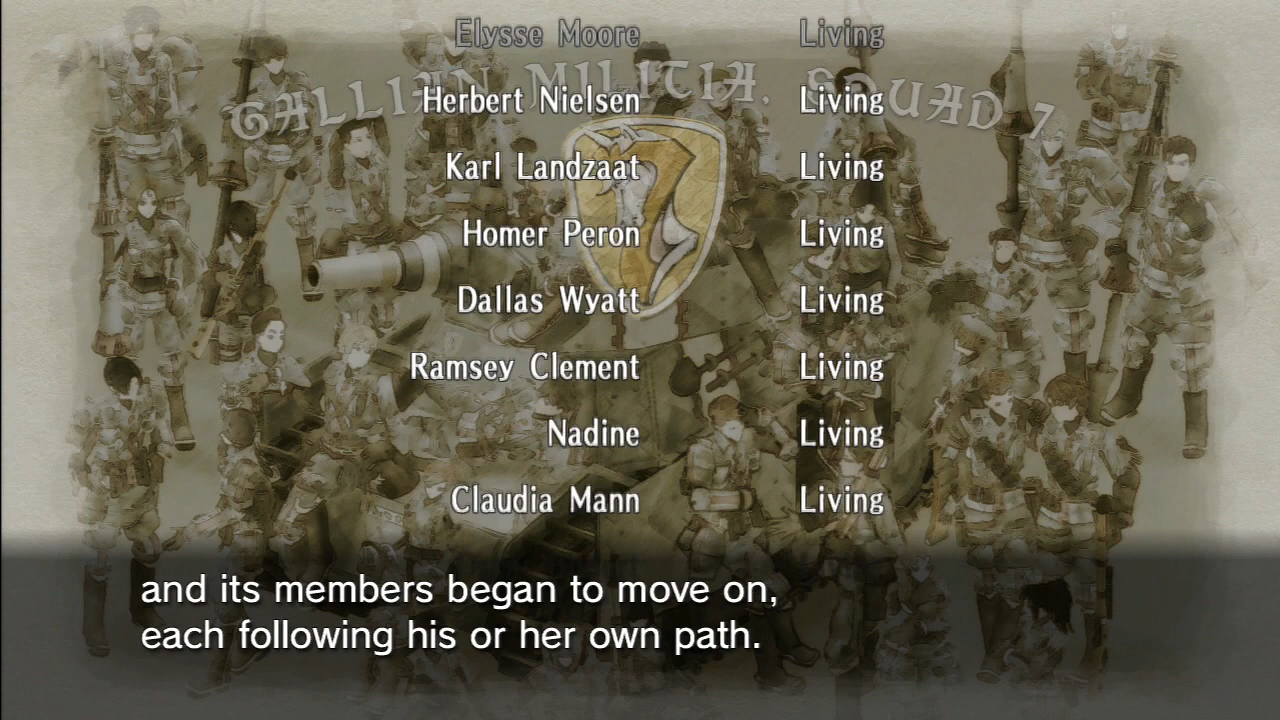 Elysse Moore Living
GALLIAN MILITIA. SQUAD 7
Herbert Nielsen Living
Karl Landzaat Living
7
Homer Peron Living
Dallas Wyatt Living
Ramsey Clement Living
Nadine Living
Claudia Mann Living
and its members began to move on,
each following his or her own path.